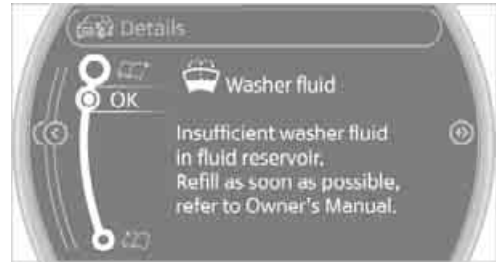 Details
Washer fluid
OK
Insufficient washer fluid
in fluid reservoir.
Refill as soon as possible,
refer to Owner's Manual.